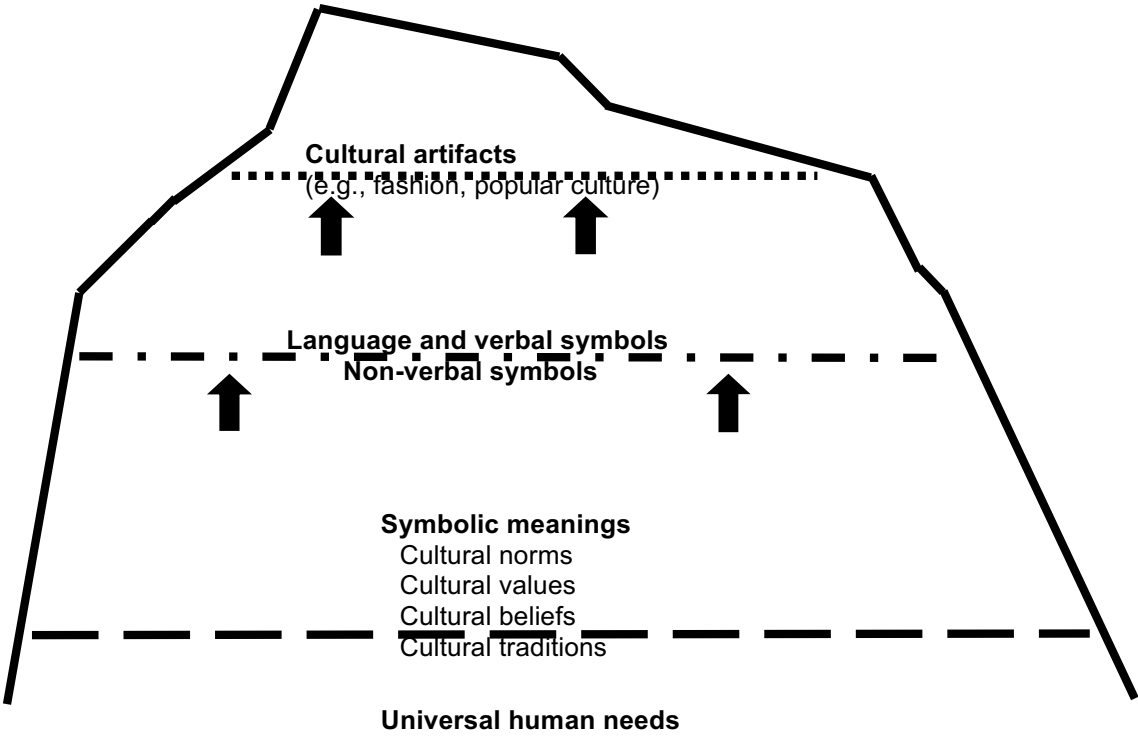 Cultural artifacts
(e.g., fashion, popular culture)
Language and verbal symbols
Non-verbal symbols
Symbolic meanings
Cultural norms
Cultural values
Cultural beliefs
Cultural traditions
Universal human needs